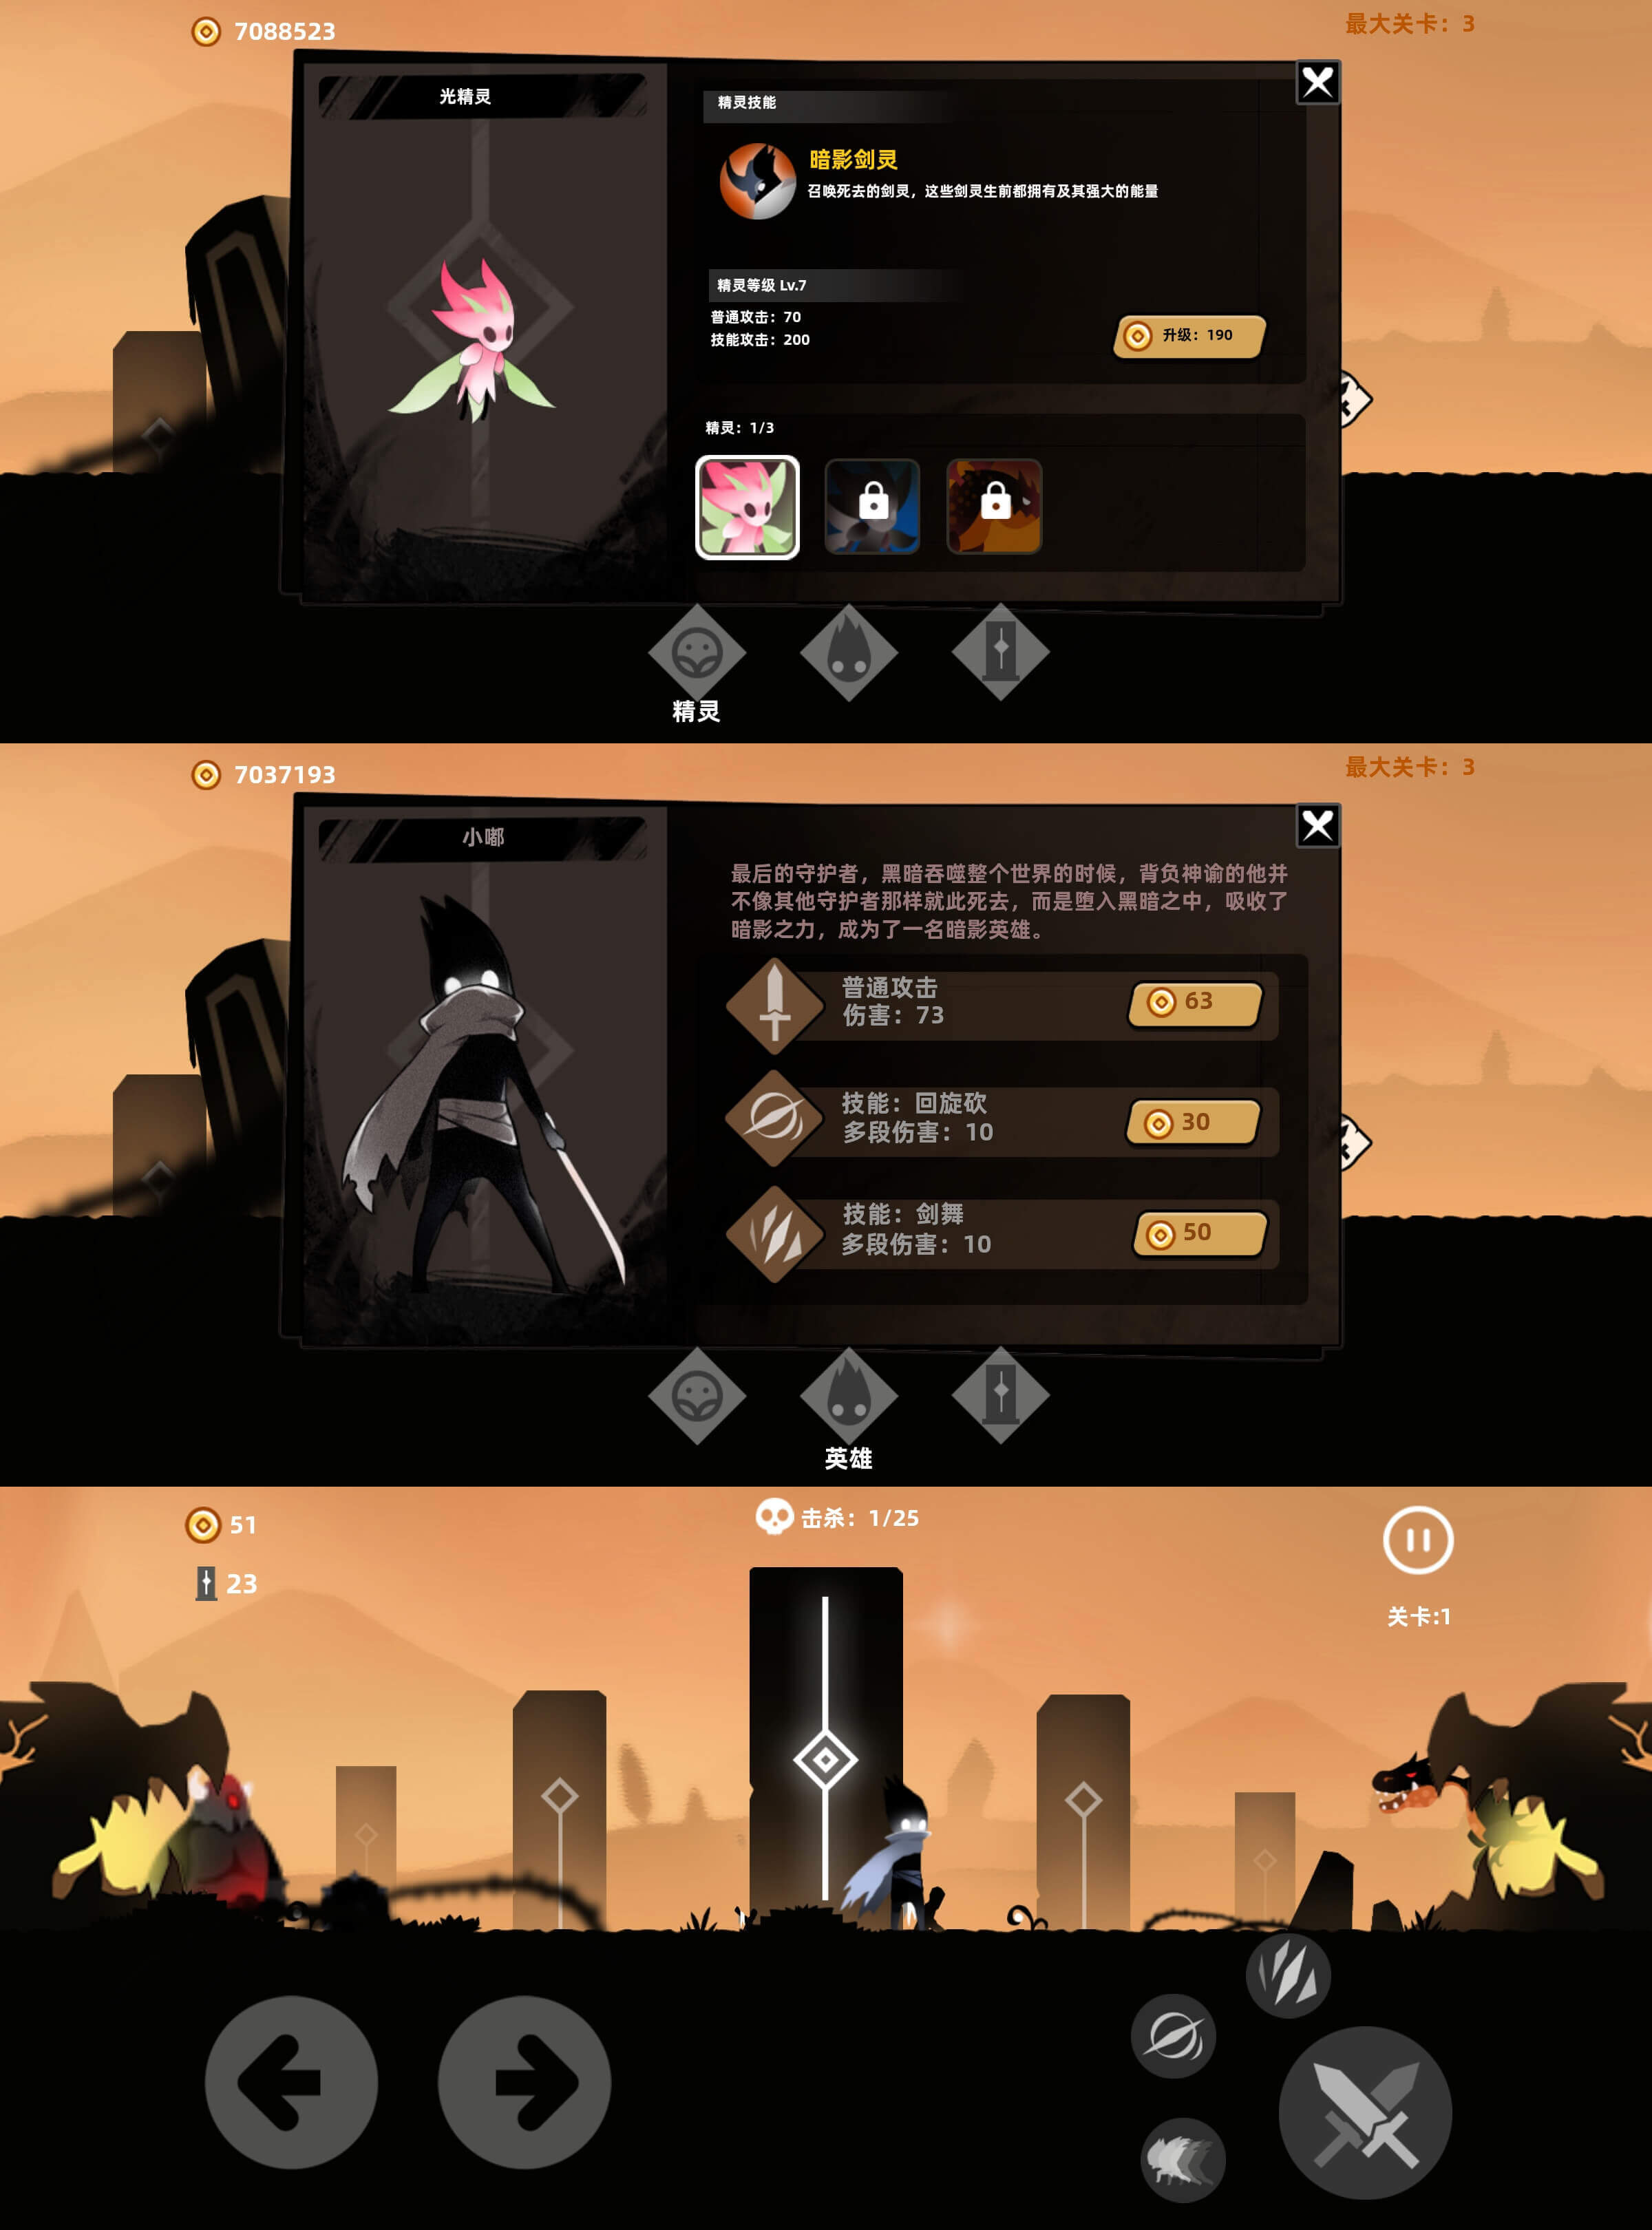 7088523
最大关卡：3
光精灵
精灵技能
暗影剑灵
召唤死去的剑灵，这些剑灵生前都拥有及其强大的能量
精灵等级 Lv.7
普通攻击：70
技能攻击：200
升级：190
精灵：1/3
精灵
7037193
最大关卡：3
小嘟
最后的守护者，黑暗吞噬整个世界的时候，背负神谕的他并
不像其他守护者那样就此死去，而是堕入黑暗之中，吸收了
暗影之力，成为了一名暗影英雄。
普通攻击
伤害：73
63
技能：回旋砍
多段伤害：10
30
技能：剑舞
多段伤害：10
50
英雄
51
击杀：1/25
23
关卡:1